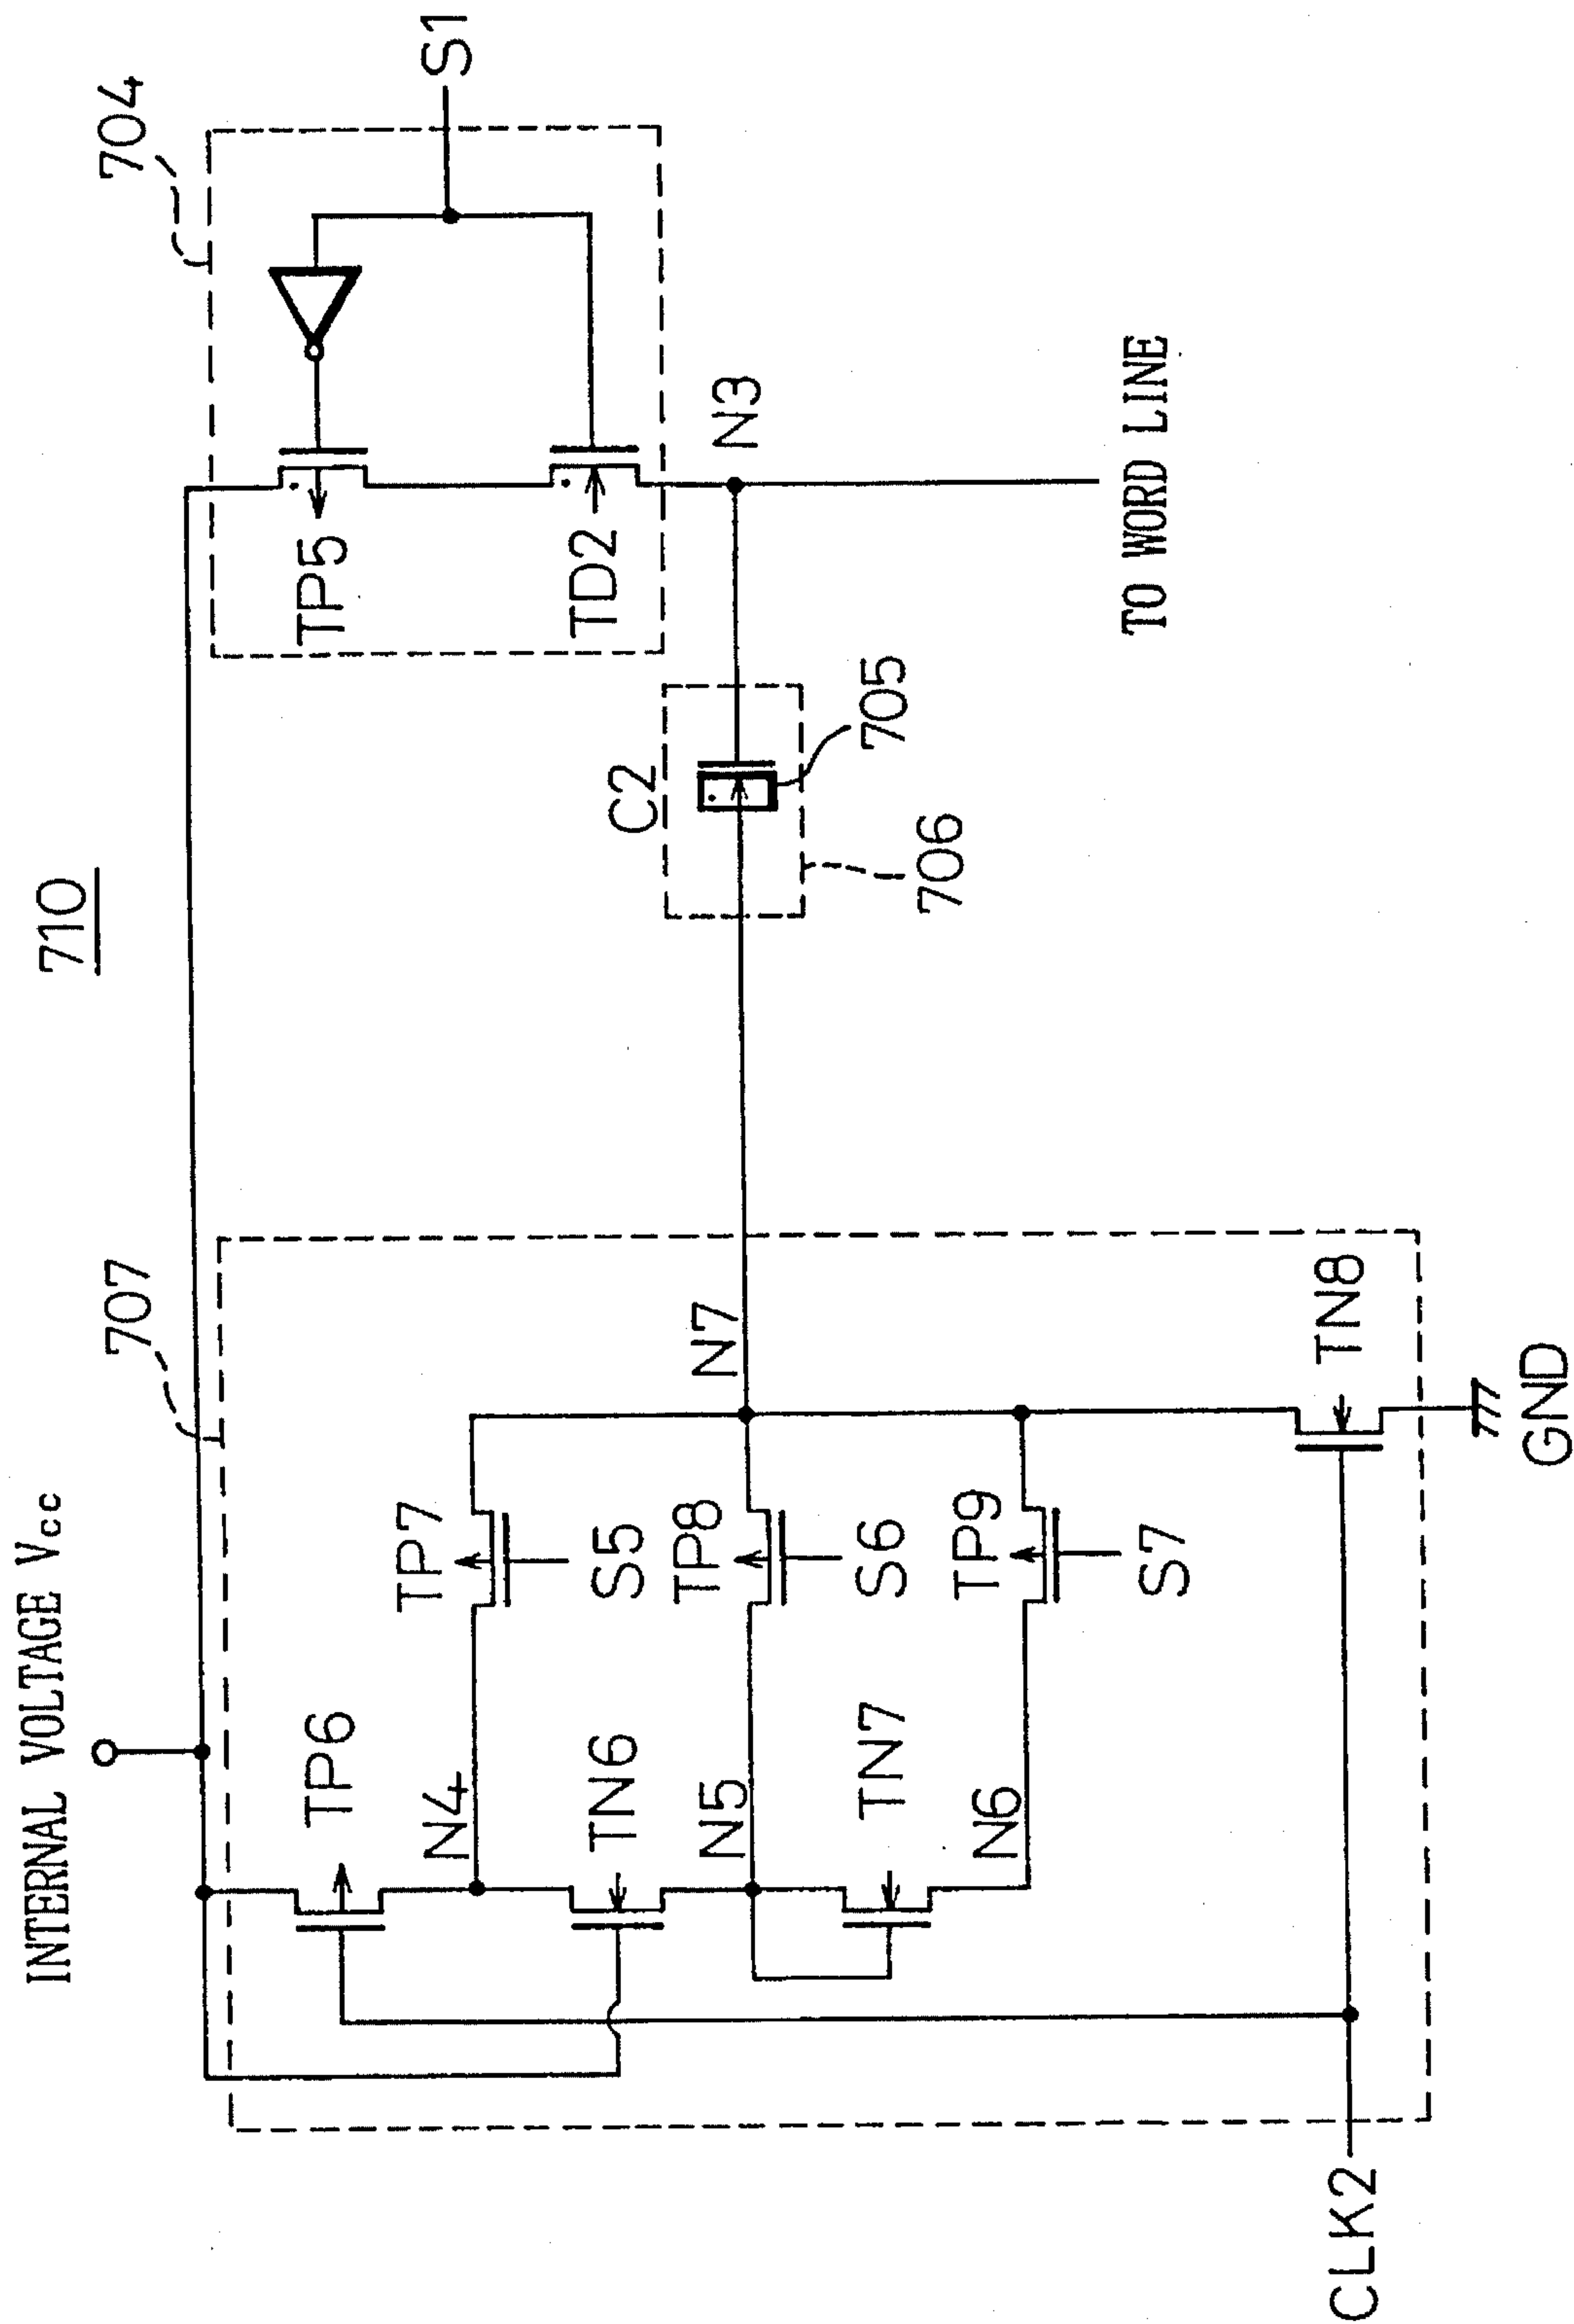 710
INTERNAL VOLTAGE Vcc
707
704
TP6
N4
TP7
S5
TN6
N5
TP8
S6
TN7
N6
TP9
S7
N7
TN8
GND
CLK2
C2
705
706
TP5
TD2
S1
N3
TO WORD LINE